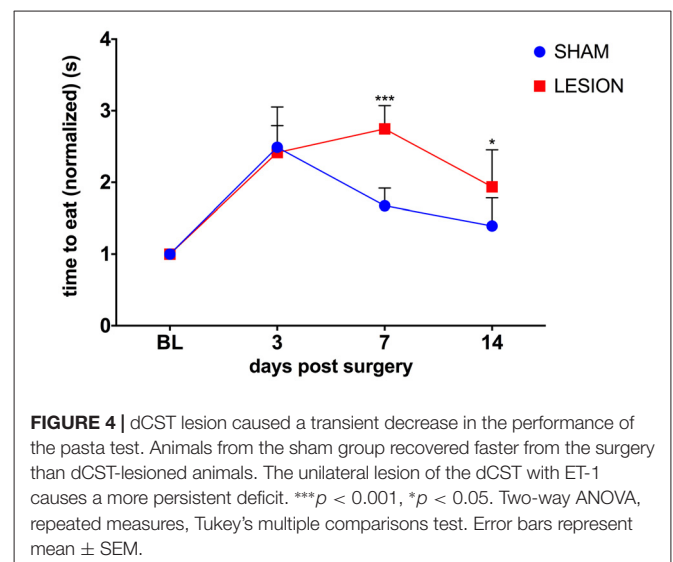 4
SHAM
LESION
3
***
*
2
1
0
time to eat (normalized) (s)
BL 3 7 14
days post surgery
FIGURE 4 | dCST lesion caused a transient decrease in the performance of
the pasta test. Animals from the sham group recovered faster from the surgery
than dCST-lesioned animals. The unilateral lesion of the dCST with ET-1
causes a more persistent deficit. ***p < 0.001, *p < 0.05. Two-way ANOVA,
repeated measures, Tukey’s multiple comparisons test. Error bars represent
mean ± SEM.